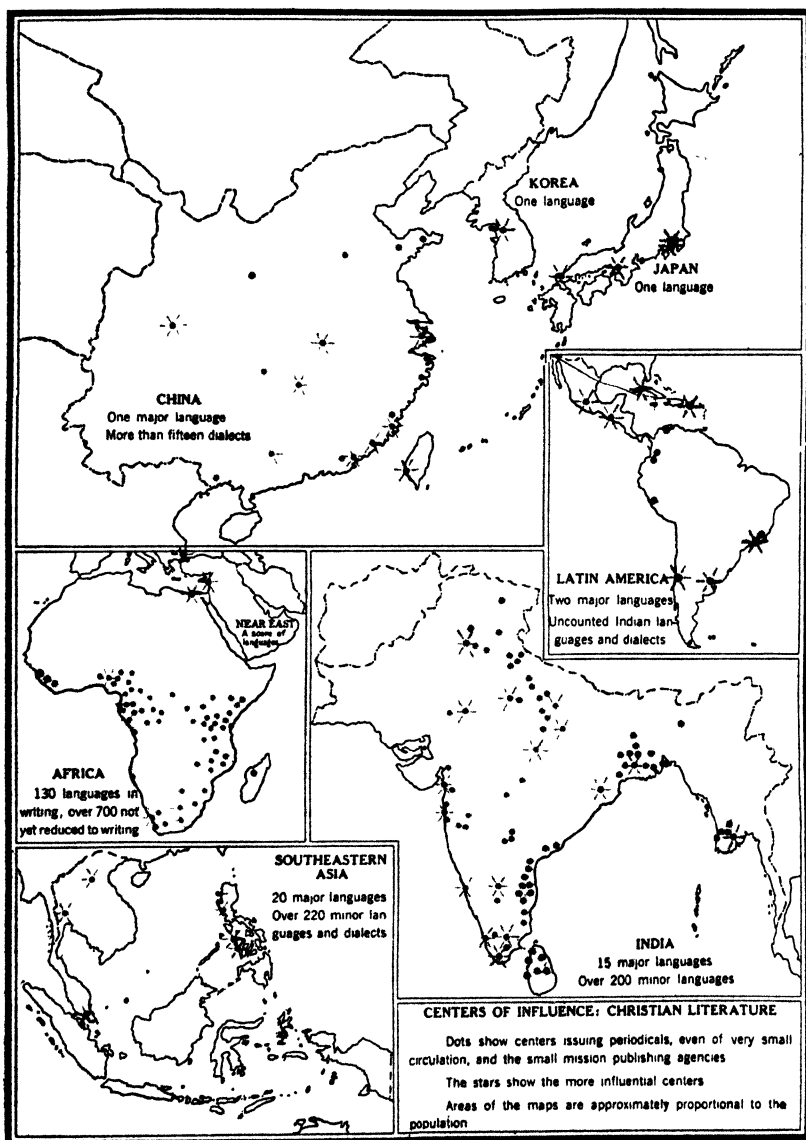 KOREA
One language
JAPAN
One language
CHINA
One major language
More than fifteen dialects
LATIN AMERICA
Two major languages
Uncounted Indian lan
guages and dialects
NEAR EAST
A score of
languages
AFRICA
130 languages in
writing, over 700 not
yet reduced to writing
SOUTHEASTERN
ASIA
20 major languages
Over 220 minor lan
guages and dialects
INDIA
15 major languages
Over 200 minor languages
CENTERS OF INFLUENCE: CHRISTIAN LITERATURE
Dots show centers issuing periodicals, even of very small
circulation, and the small mission publishing agencies
The stars show the more influential centers
Areas of the maps are approximately proportional to the
population